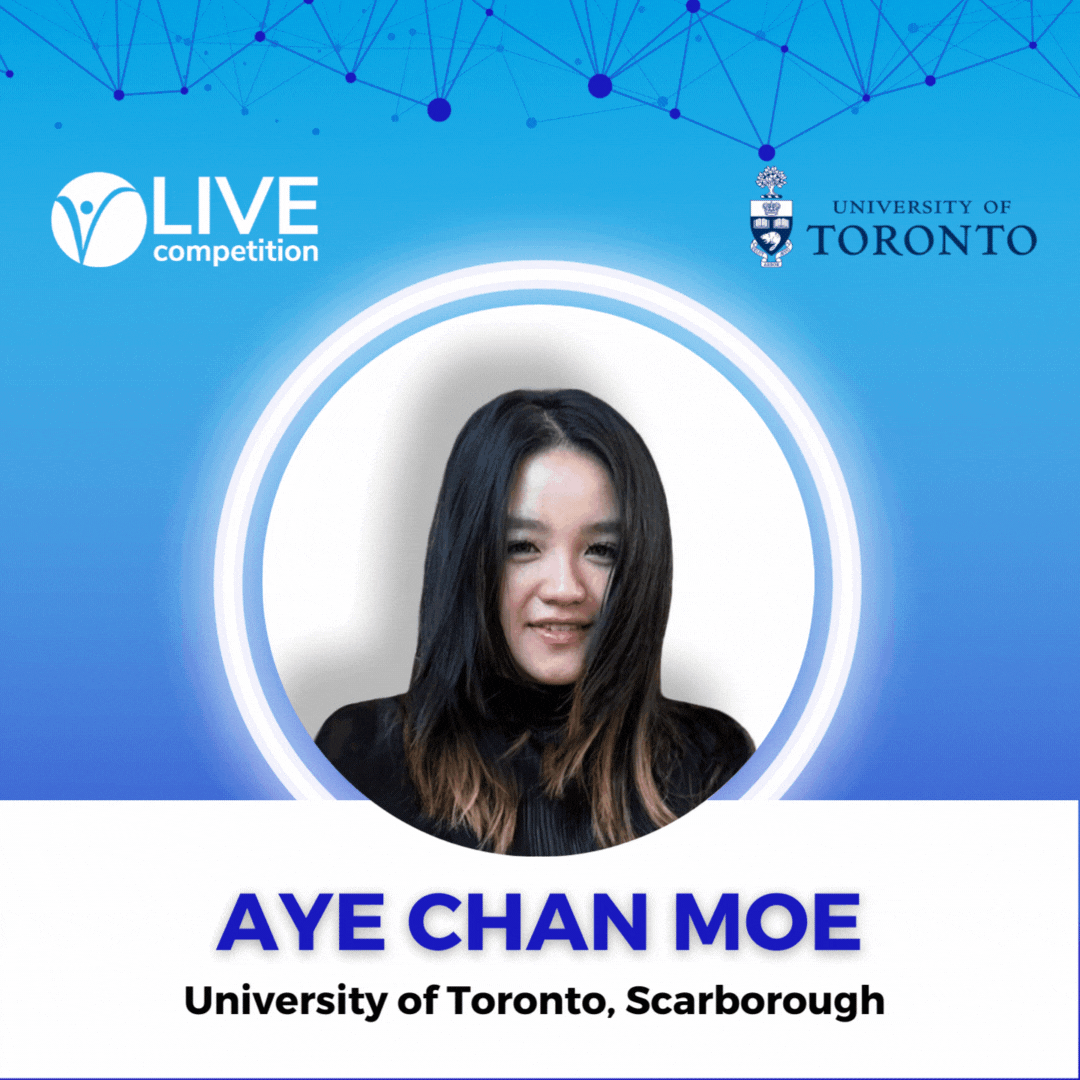 LIVE
competition
UNIVERSITY OF
TORONTO
AYE CHAN MOE
University of Toronto, Scarborough